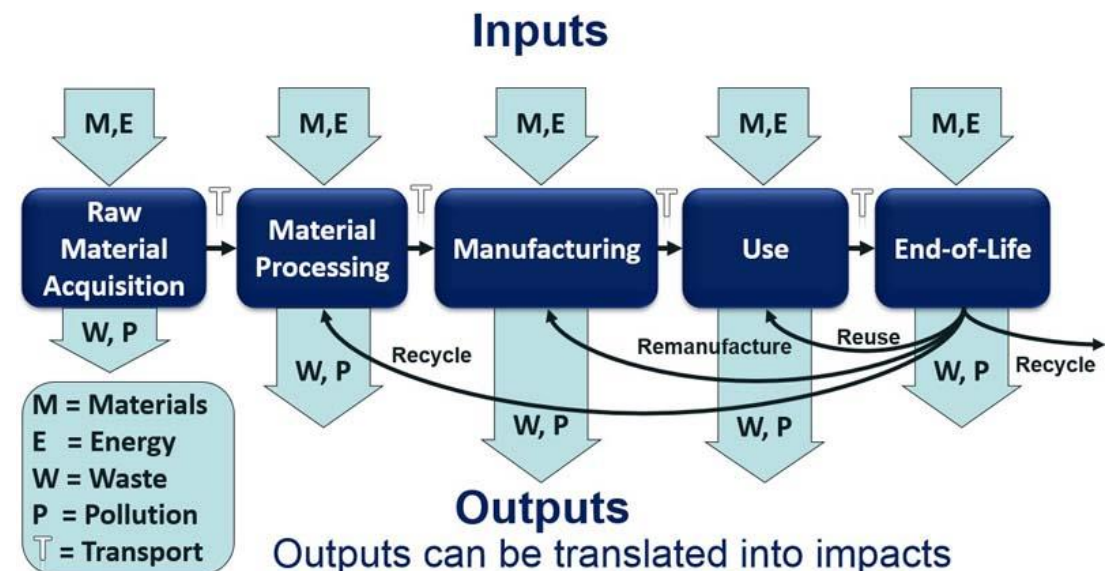 Inputs
M,E
M,E
M,E
M,E
M,E
T
T
T
T
Raw
Material
Acquisition
Material
Processing
Manufacturing
Use
End-of-Life
W, P
W, P
W, P
W, P
W, P
Recycle
Remanufacture
Reuse
Recycle
M = Materials
E = Energy
W = Waste
P = Pollution
T = Transport
Outputs
Outputs can be translated into impacts